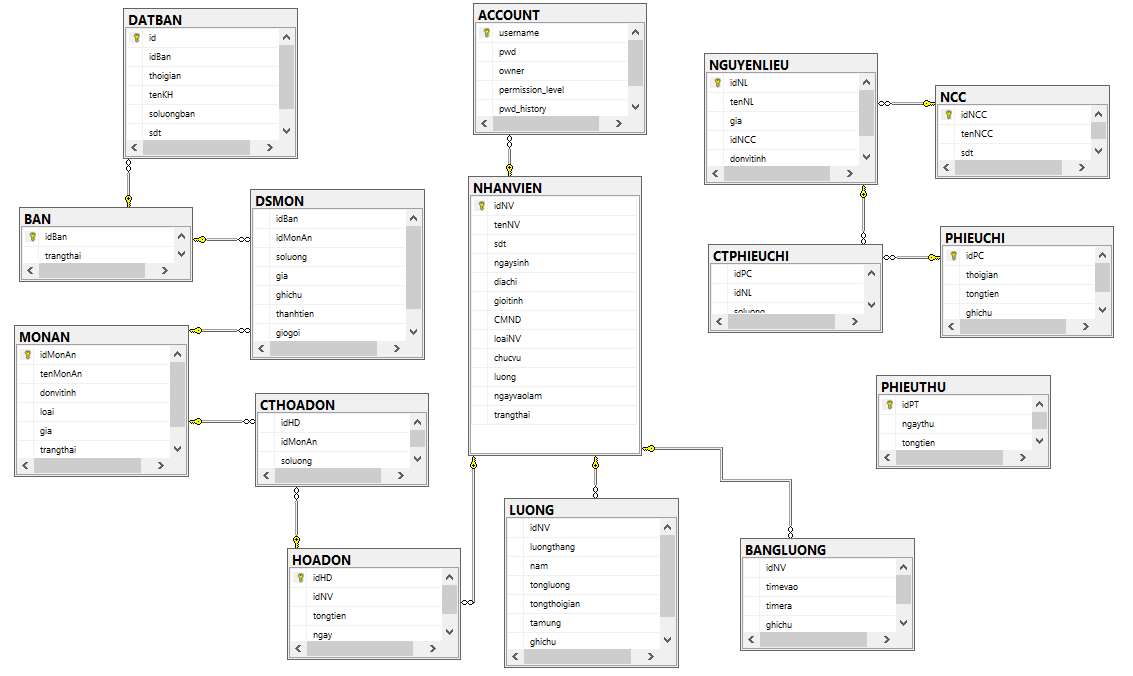 DATBAN
id
idBan
thoigian
tenKH
soluongban
sdt
ACCOUNT
username
pwd
owner
permission_level
pwd_history
NGUYENLIEU
idNL
tenNL
gia
idNCC
donvitinh
NCC
idNCC
tenNCC
sdt
BAN
idBan
trangthai
DSMON
idBan
idMonAn
soluong
gia
ghichu
thanhtien
giogoi
NHANVIEN
idNV
tenNV
sdt
ngaysinh
diachi
gioitinh
CMND
loaiNV
chucvu
luong
ngayvaolam
trangthai
CTPHIEUCHI
idPC
idNL
soluong
PHIEUCHI
idPC
thoigian
tongtien
ghichu
MONAN
idMonAn
tenMonAn
donvitinh
loai
gia
trangthai
CTHOADON
idHD
idMonAn
soluong
PHIEUTHU
idPT
ngaythu
tongtien
HOADON
idHD
idNV
tongtien
ngay
LUONG
idNV
luongthang
nam
tongluong
tongthoigian
tamung
ghichu
BANGLUONG
idNV
timevao
timera
ghichu